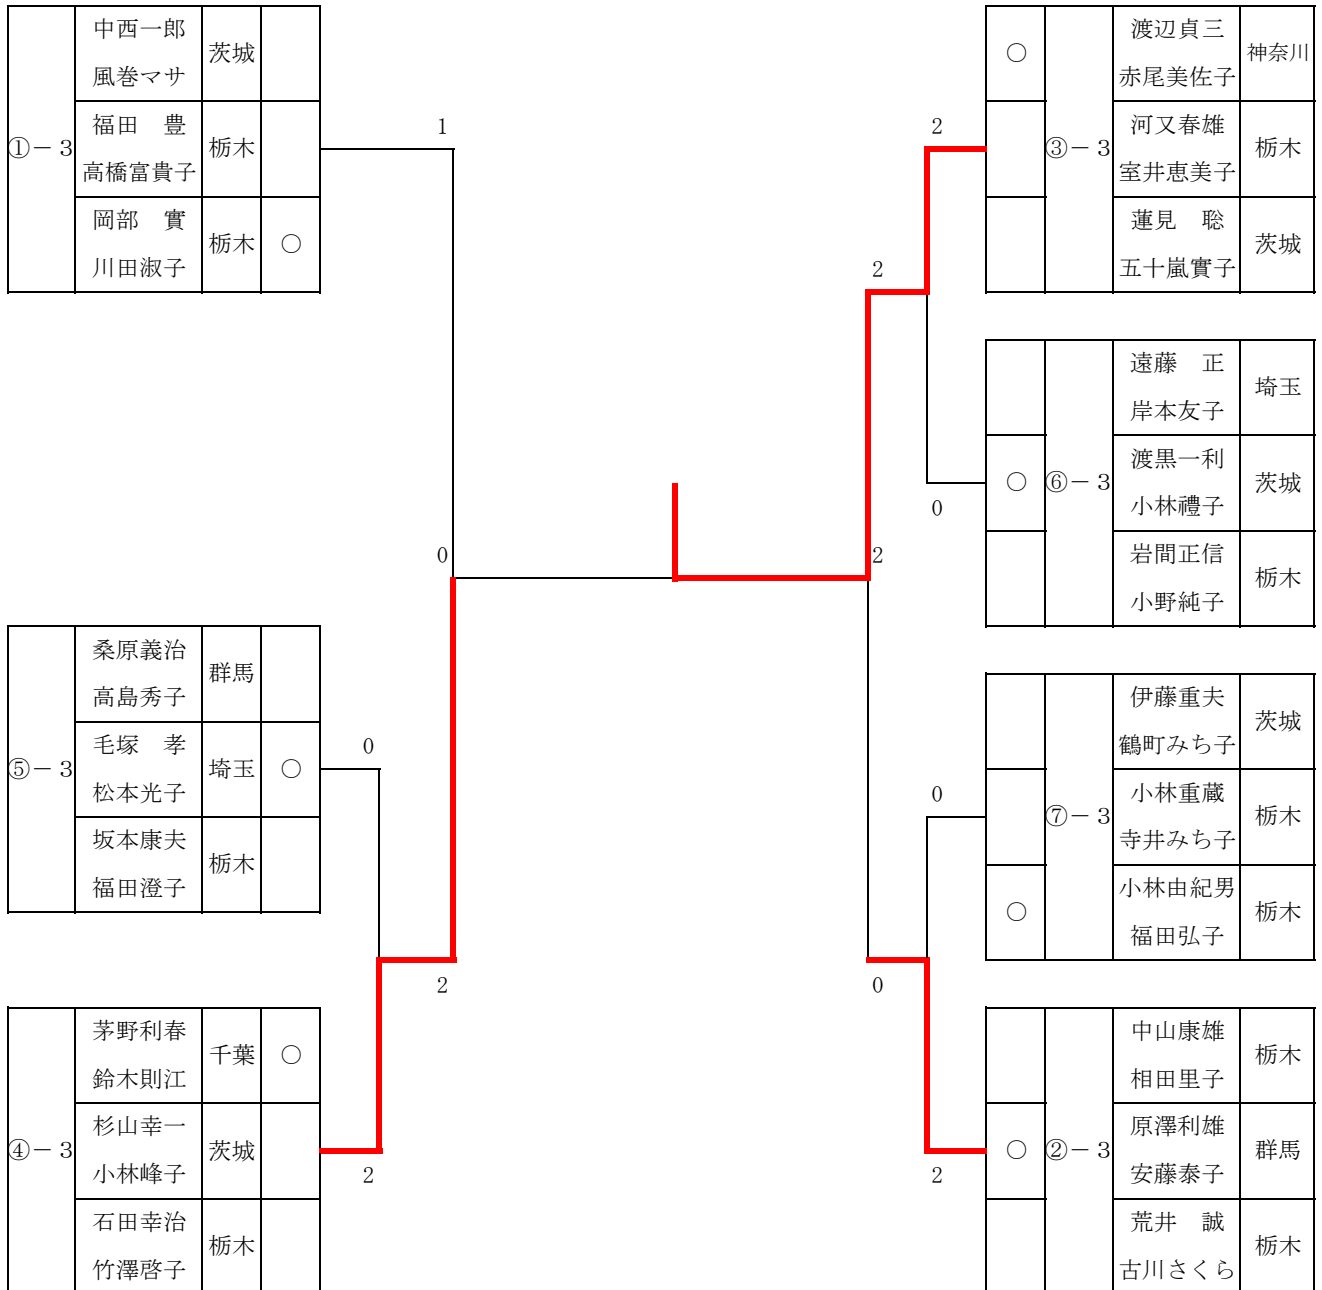 ①－３
中西一郎
風巻マサ
茨城
福田　豊
高橋富貴子
栃木
岡部　實
川田淑子
栃木
○
1
⑤－３
桑原義治
高島秀子
群馬
毛塚　孝
松本光子
埼玉
○
坂本康夫
福田澄子
栃木
0
④－３
茅野利春
鈴木則江
千葉
○
杉山幸一
小林峰子
茨城
石田幸治
竹澤啓子
栃木
2
2
0
2
2
2
○
③－３
渡辺貞三
赤尾美佐子
神奈川
河又春雄
室井恵美子
栃木
蓮見　聡
五十嵐實子
茨城
0
⑥－３
遠藤　正
岸本友子
埼玉
○
渡黒一利
小林禮子
茨城
岩間正信
小野純子
栃木
0
⑦－３
伊藤重夫
鶴町みち子
茨城
小林重蔵
寺井みち子
栃木
○
小林由紀男
福田弘子
栃木
0
2
②－３
中山康雄
相田里子
栃木
○
原澤利雄
安藤泰子
群馬
荒井　誠
古川さくら
栃木